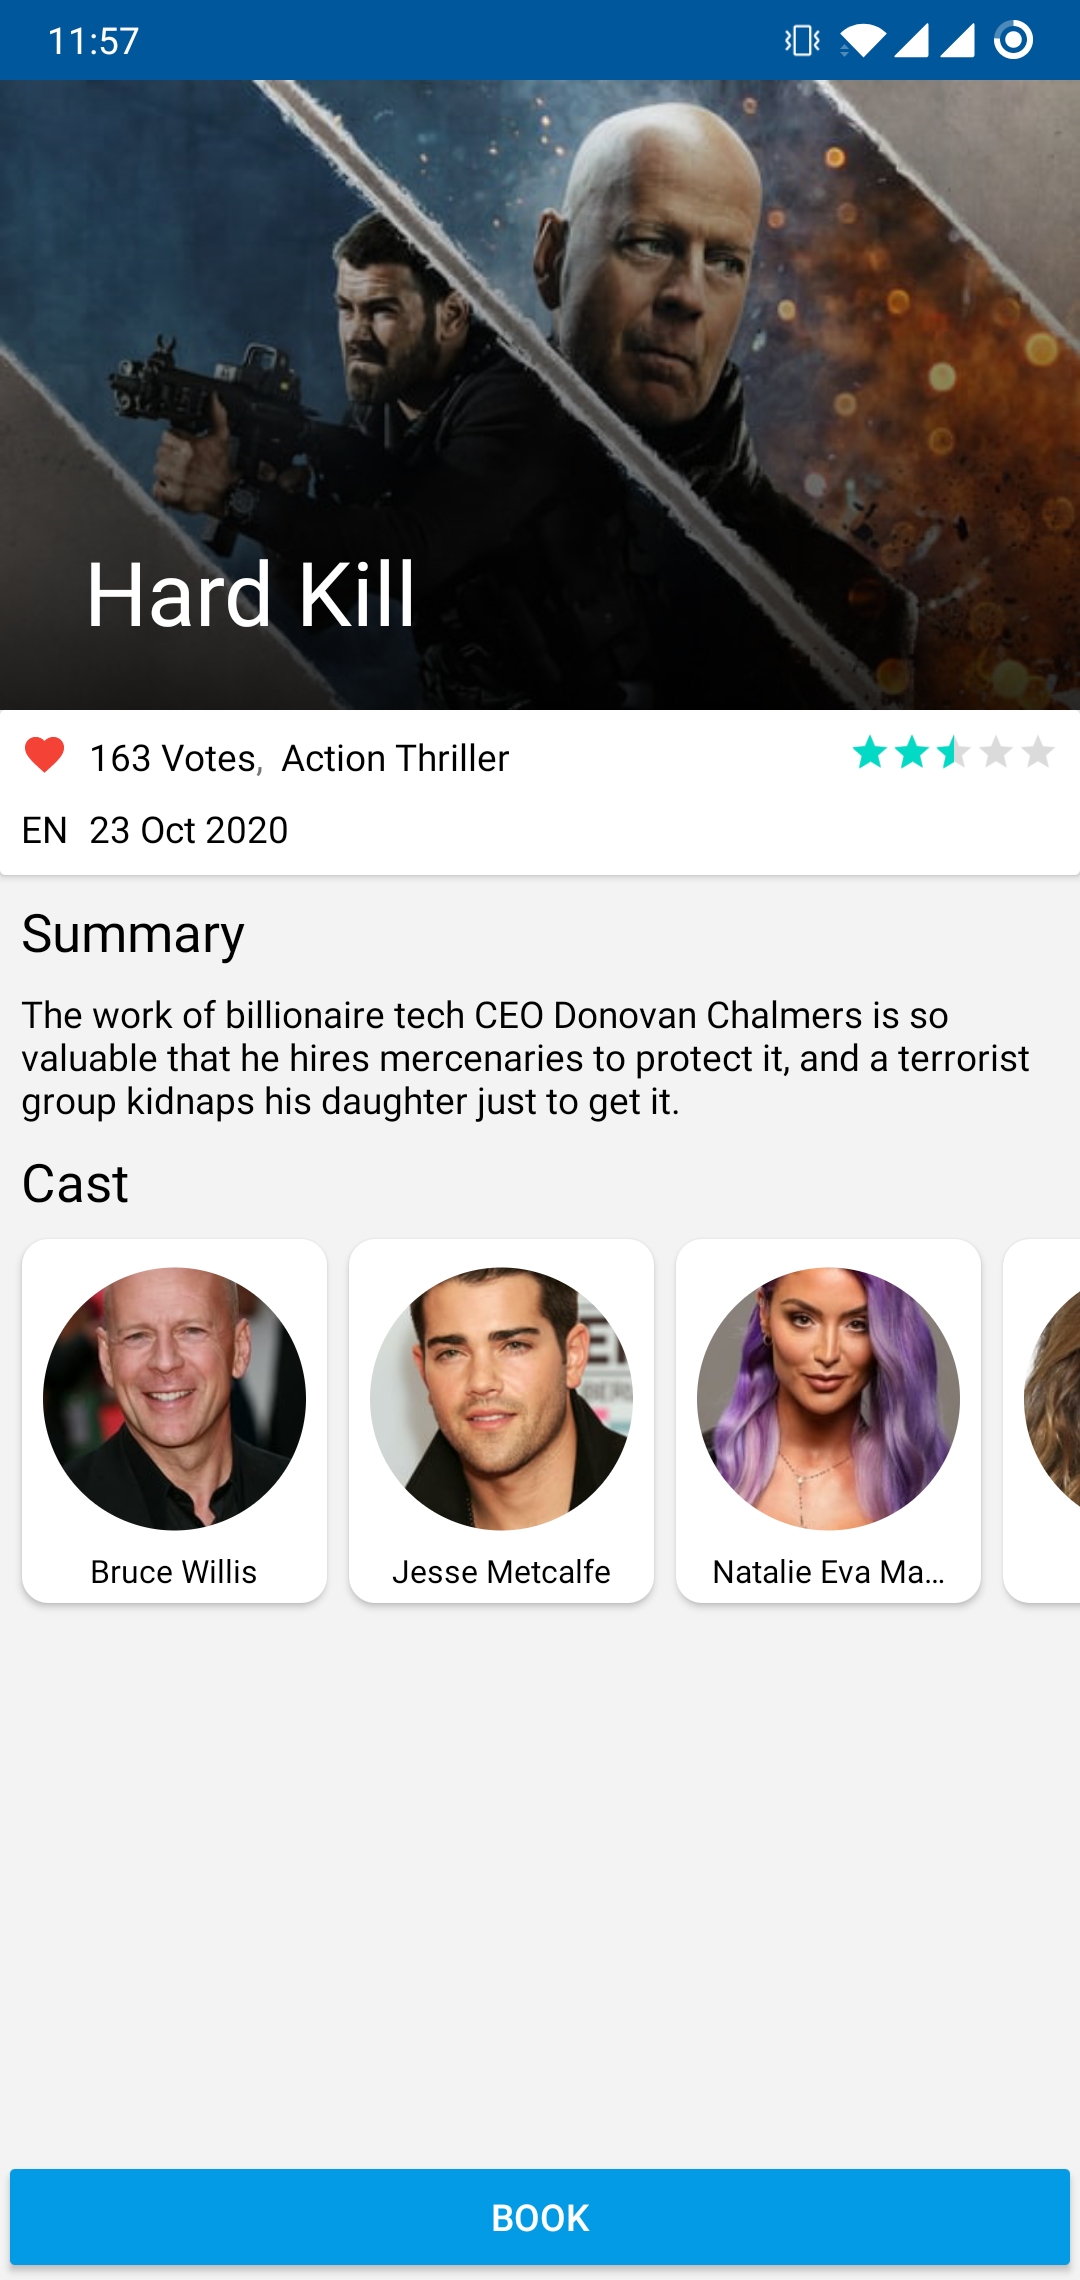 11:57
Hard Kill
163 Votes, Action Thriller
EN 23 Oct 2020
Summary
The work of billionaire tech CEO Donovan Chalmers is so
valuable that he hires mercenaries to protect it, and a terrorist
group kidnaps his daughter just to get it.
Cast
Bruce Willis
Jesse Metcalfe
Natalie Eva Ma...
BOOK